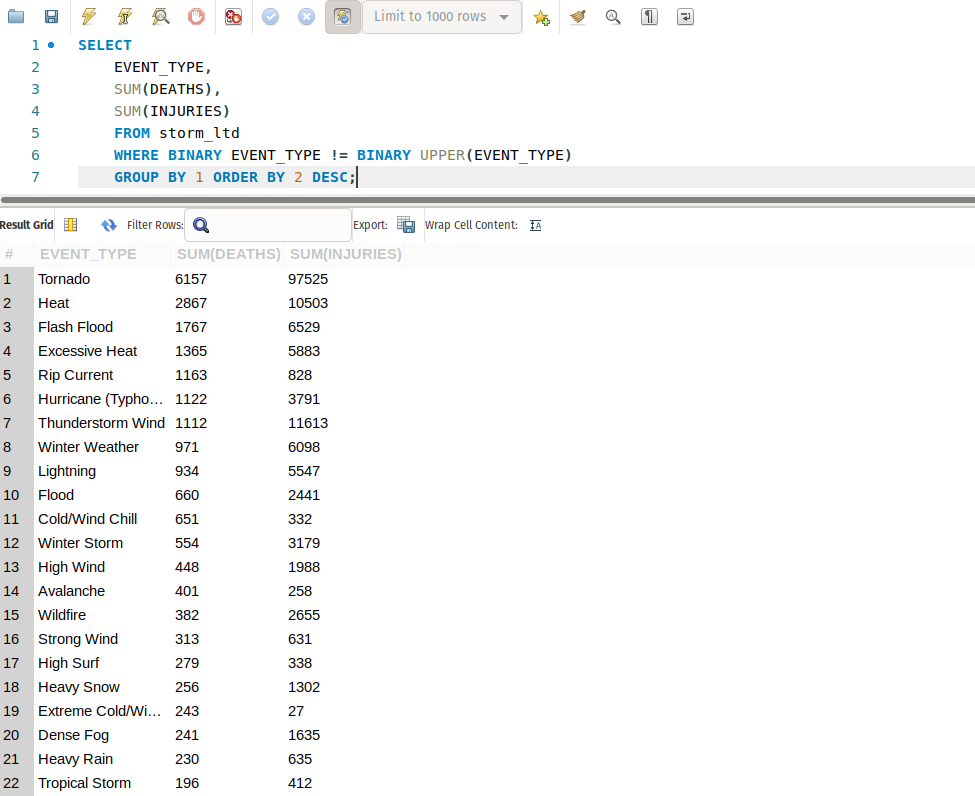 Limit to 1000 rows
1 SELECT
2 EVENT_TYPE,
3 SUM(DEATHS),
4 SUM(INJURIES)
5 FROM storm_ltd
6 WHERE BINARY EVENT_TYPE != BINARY UPPER(EVENT_TYPE)
7 GROUP BY 1 ORDER BY 2 DESC;
Result Grid Filter Rows: Export: Wrap Cell Content:
# EVENT_TYPE SUM(DEATHS) SUM(INJURIES)
1 Tornado 6157 97525
2 Heat 2867 10503
3 Flash Flood 1767 6529
4 Excessive Heat 1365 5883
5 Rip Current 1163 828
6 Hurricane (Typho… 1122 3791
7 Thunderstorm Wind 1112 11613
8 Winter Weather 971 6098
9 Lightning 934 5547
10 Flood 660 2441
11 Cold/Wind Chill 651 332
12 Winter Storm 554 3179
13 High Wind 448 1988
14 Avalanche 401 258
15 Wildfire 382 2655
16 Strong Wind 313 631
17 High Surf 279 338
18 Heavy Snow 256 1302
19 Extreme Cold/Wi… 243 27
20 Dense Fog 241 1635
21 Heavy Rain 230 635
22 Tropical Storm 196 412